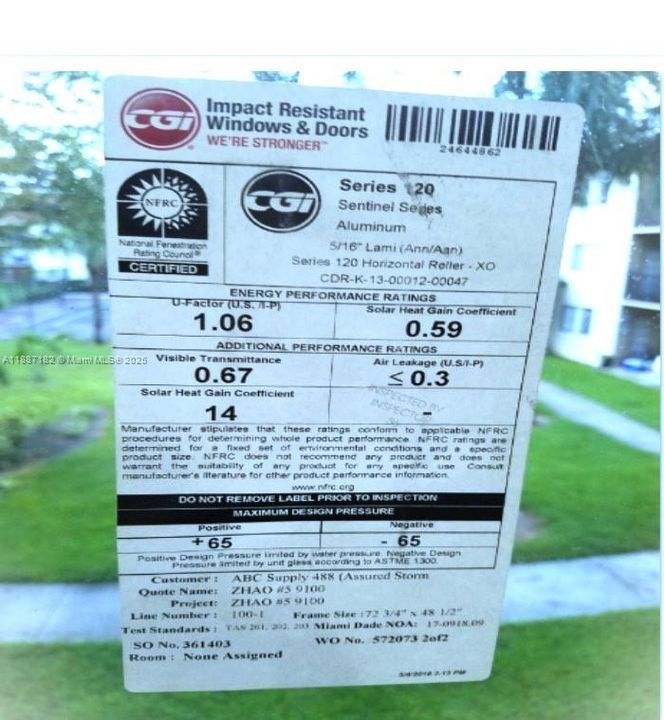 CGI
Impact Resistant
Windows & Doors
WE'RE STRONGER™
24644862
NFRC
National Fenestration
Rating Council®
CERTIFIED
CGI
Series 120
Sentinel Series
Aluminum
5/16" Lami (Ann/Ann)
Series 120 Horizontal Roller - XO
CDR-K-13-00012-00047
ENERGY PERFORMANCE RATINGS
U-Factor (U.S. /I-P)
1.06
Solar Heat Gain Coefficient
0.59
ADDITIONAL PERFORMANCE RATINGS
Visible Transmittance
0.67
Air Leakage (U.S/I-P)
≤ 0.3
Solar Heat Gain Coefficient
14
-
INSPECTED BY
INSPECTOR
Manufacturer stipulates that these ratings conform to applicable NFRC
procedures for determining whole product performance. NFRC ratings are
determined for a fixed set of environmental conditions and a specific
product size. NFRC does not recommend any product and does not
warrant the suitability of any product for any specific use. Consult
manufacturer's literature for other product performance information.
www.nfrc.org
DO NOT REMOVE LABEL PRIOR TO INSPECTION
MAXIMUM DESIGN PRESSURE
Positive
+65
Negative
- 65
Positive Design Pressure limited by water pressure. Negative Design
Pressure limited by unit glass according to ASTME 1300.
Customer : ABC Supply 488 (Assured Storm
Quote Name: ZHAO #5 9100
Project: ZHAO #5 9100
Line Number : 100-1 Frame Size :72 3/4" x 48 1/2"
Test Standards : TAS 201, 202, 203 Miami Dade NOA: 17-0918.09
SO No. 361403 WO No. 572073 2of2
Room : None Assigned
5/4/2018 2:13 PM
A11887182 © Miami MLS® 2025